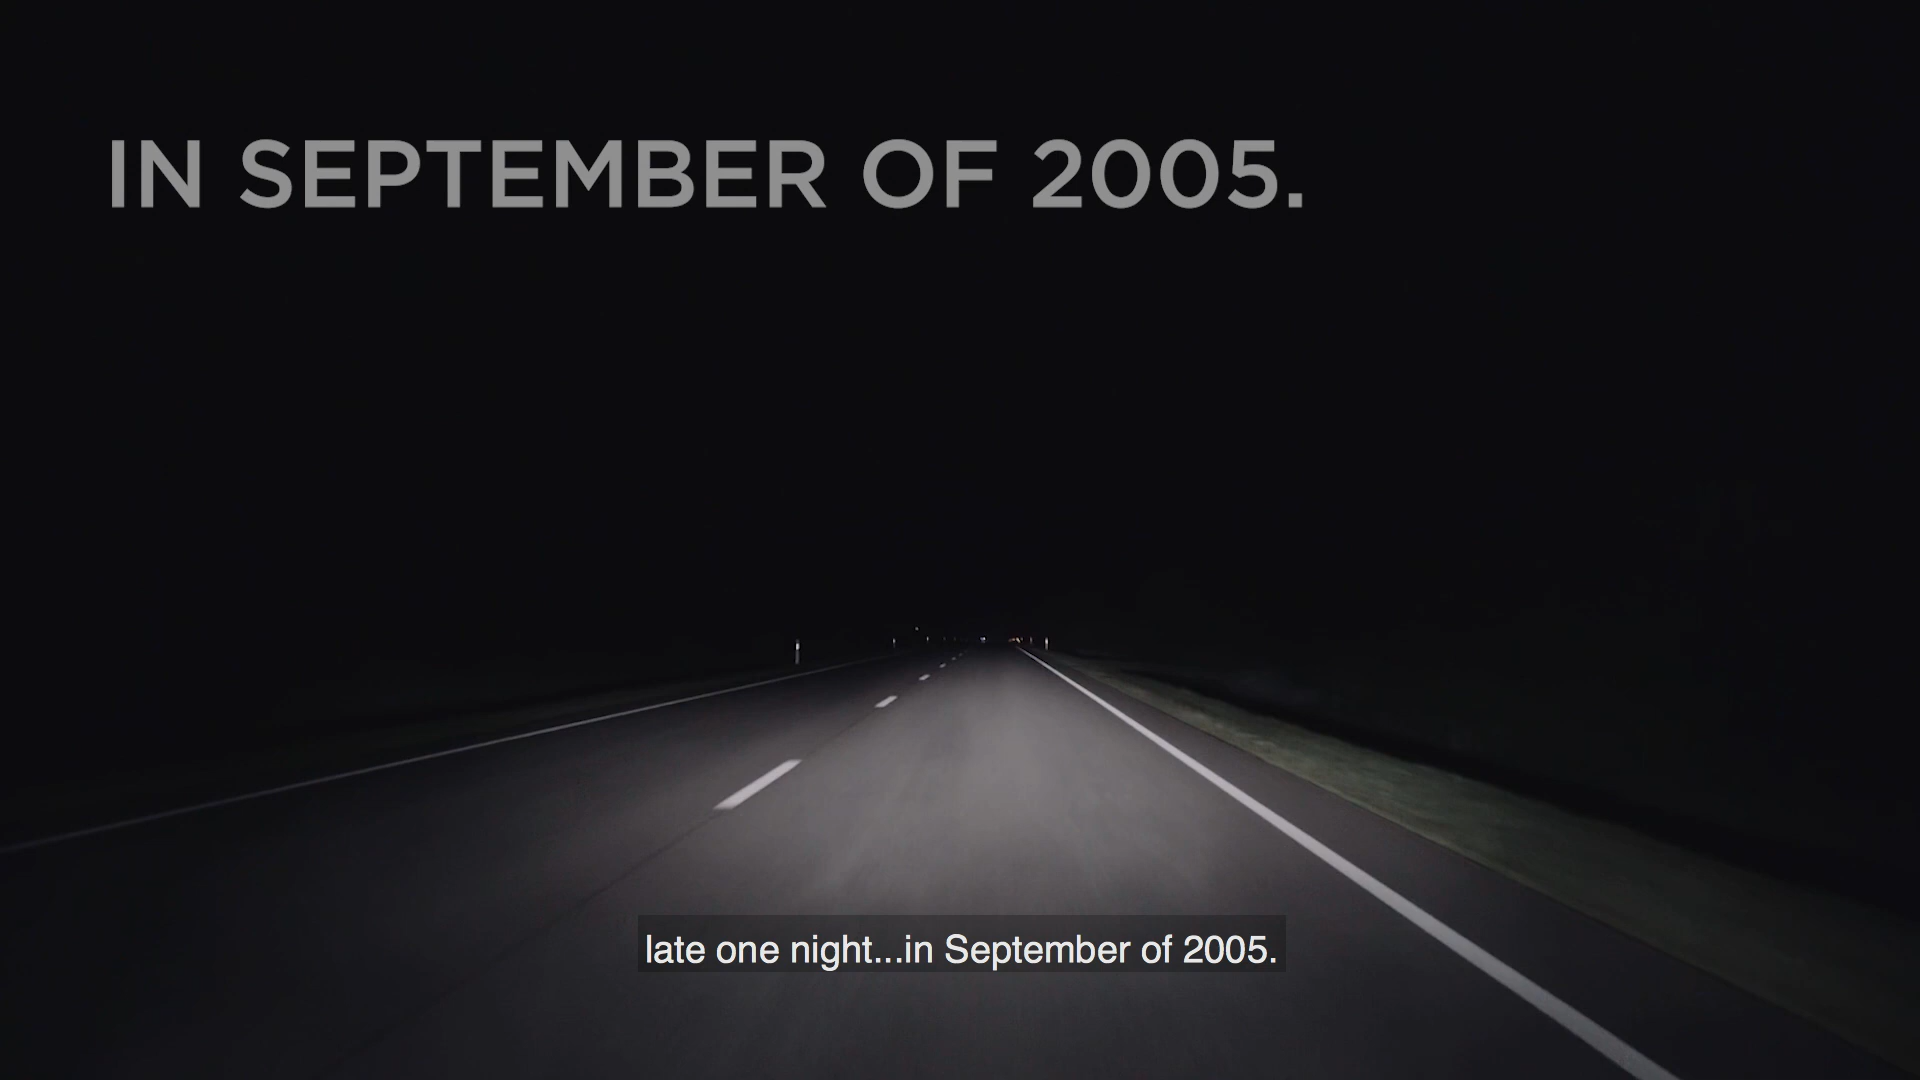 IN SEPTEMBER OF 2005.
late one night...in September of 2005.